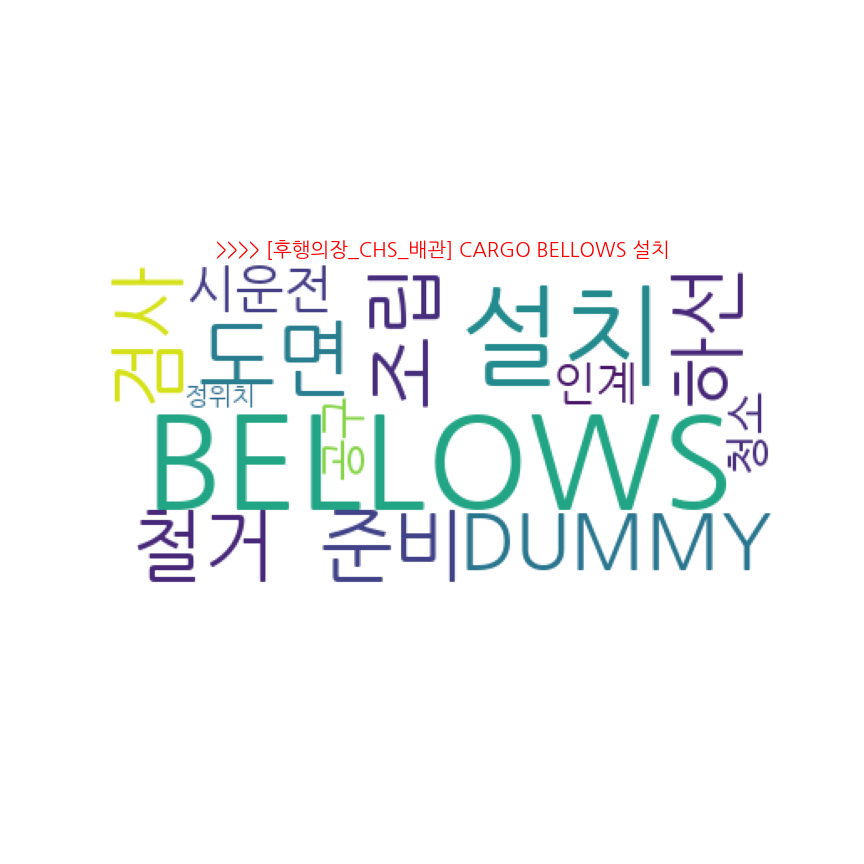 >>>> [후행의장_CHS_배관] CARGO BELLOWS 설치
검사
시운전
조립
설치
하선
도면
인계
정위치
공구
청소
BELLOWS
철거
준비
DUMMY